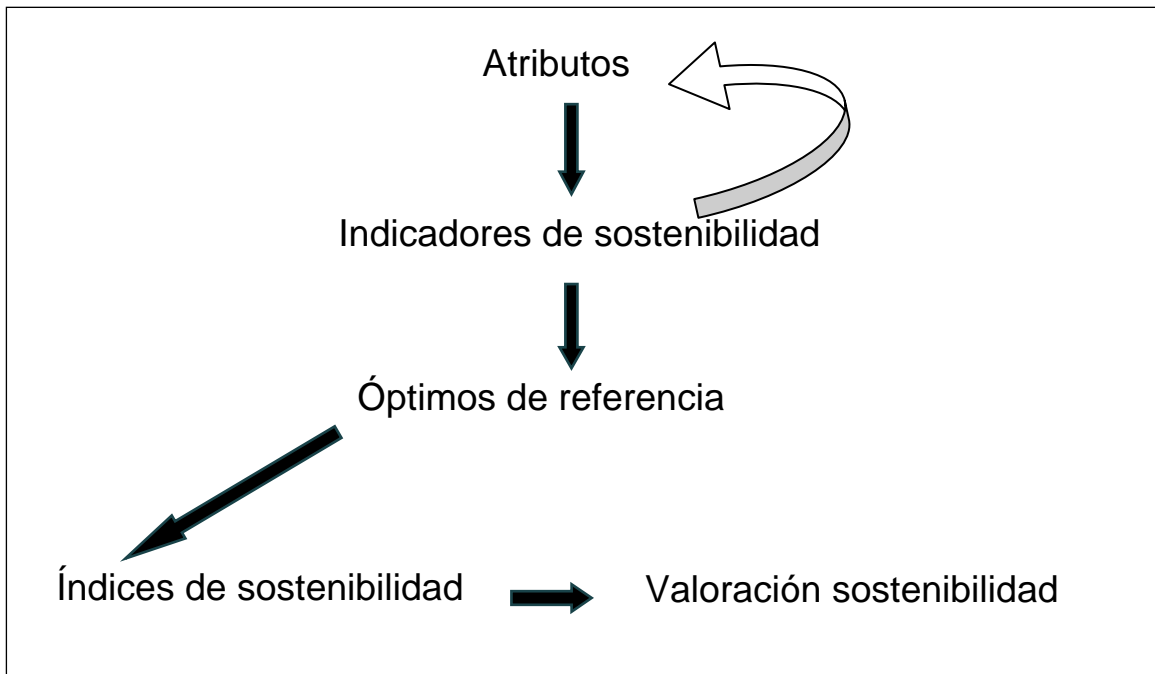 Atributos
Indicadores de sostenibilidad
Óptimos de referencia
Índices de sostenibilidad
Valoración sostenibilidad